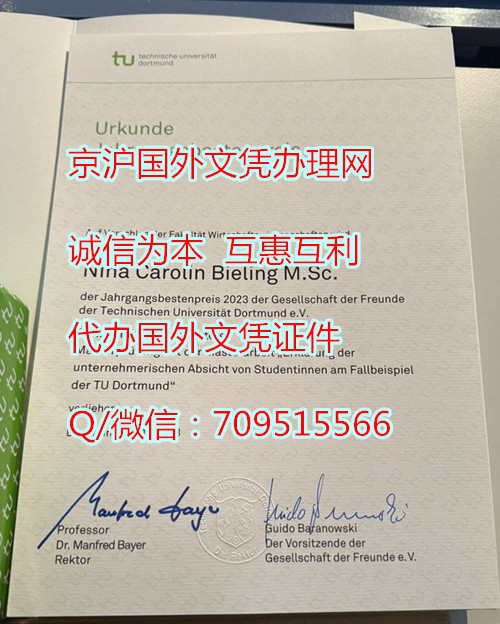 tu technische universität
dortmund
Urkunde
京沪国外文凭办理网
诚信为本 互惠互利
Nina Carolin Bieling M.Sc.
der Jahrgangsbestenpreis 2023 der Gesellschaft der Freunde
der Technischen Universität Dortmund e.V.
代办国外文凭证件
der
unternehmerischen Absicht von Studentinnen am Fallbeispiel
der TU Dortmund“
Q/微信：709515566
Manfred Bayer
Professor
Dr. Manfred Bayer
Rektor
Guido Baranowski
Der Vorsitzende der
Gesellschaft der Freunde e.V.